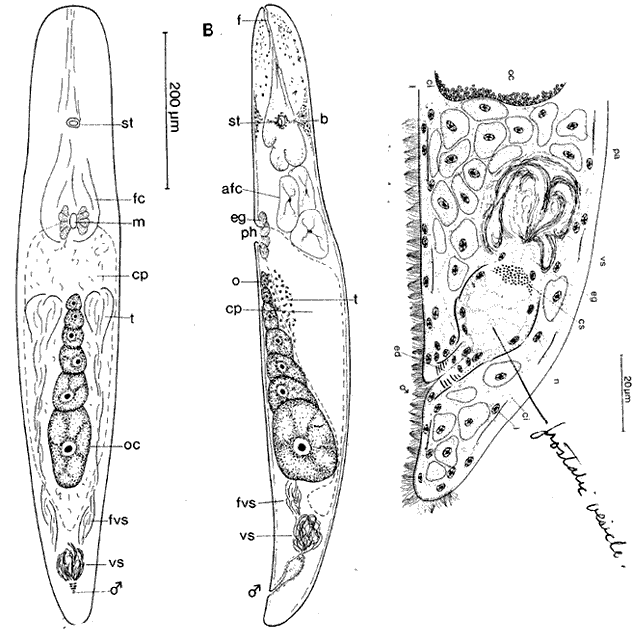 st
fc
m
cp
t
oc
fvs
vs
♂
200 µm
B
f
st
b
afc
eg
ph
o
cp
t
fvs
vs
♂
oc
ci
l
pa
vs
eg
cs
ed
♂
n
ci
l
20 µm
prostatic vesicle.